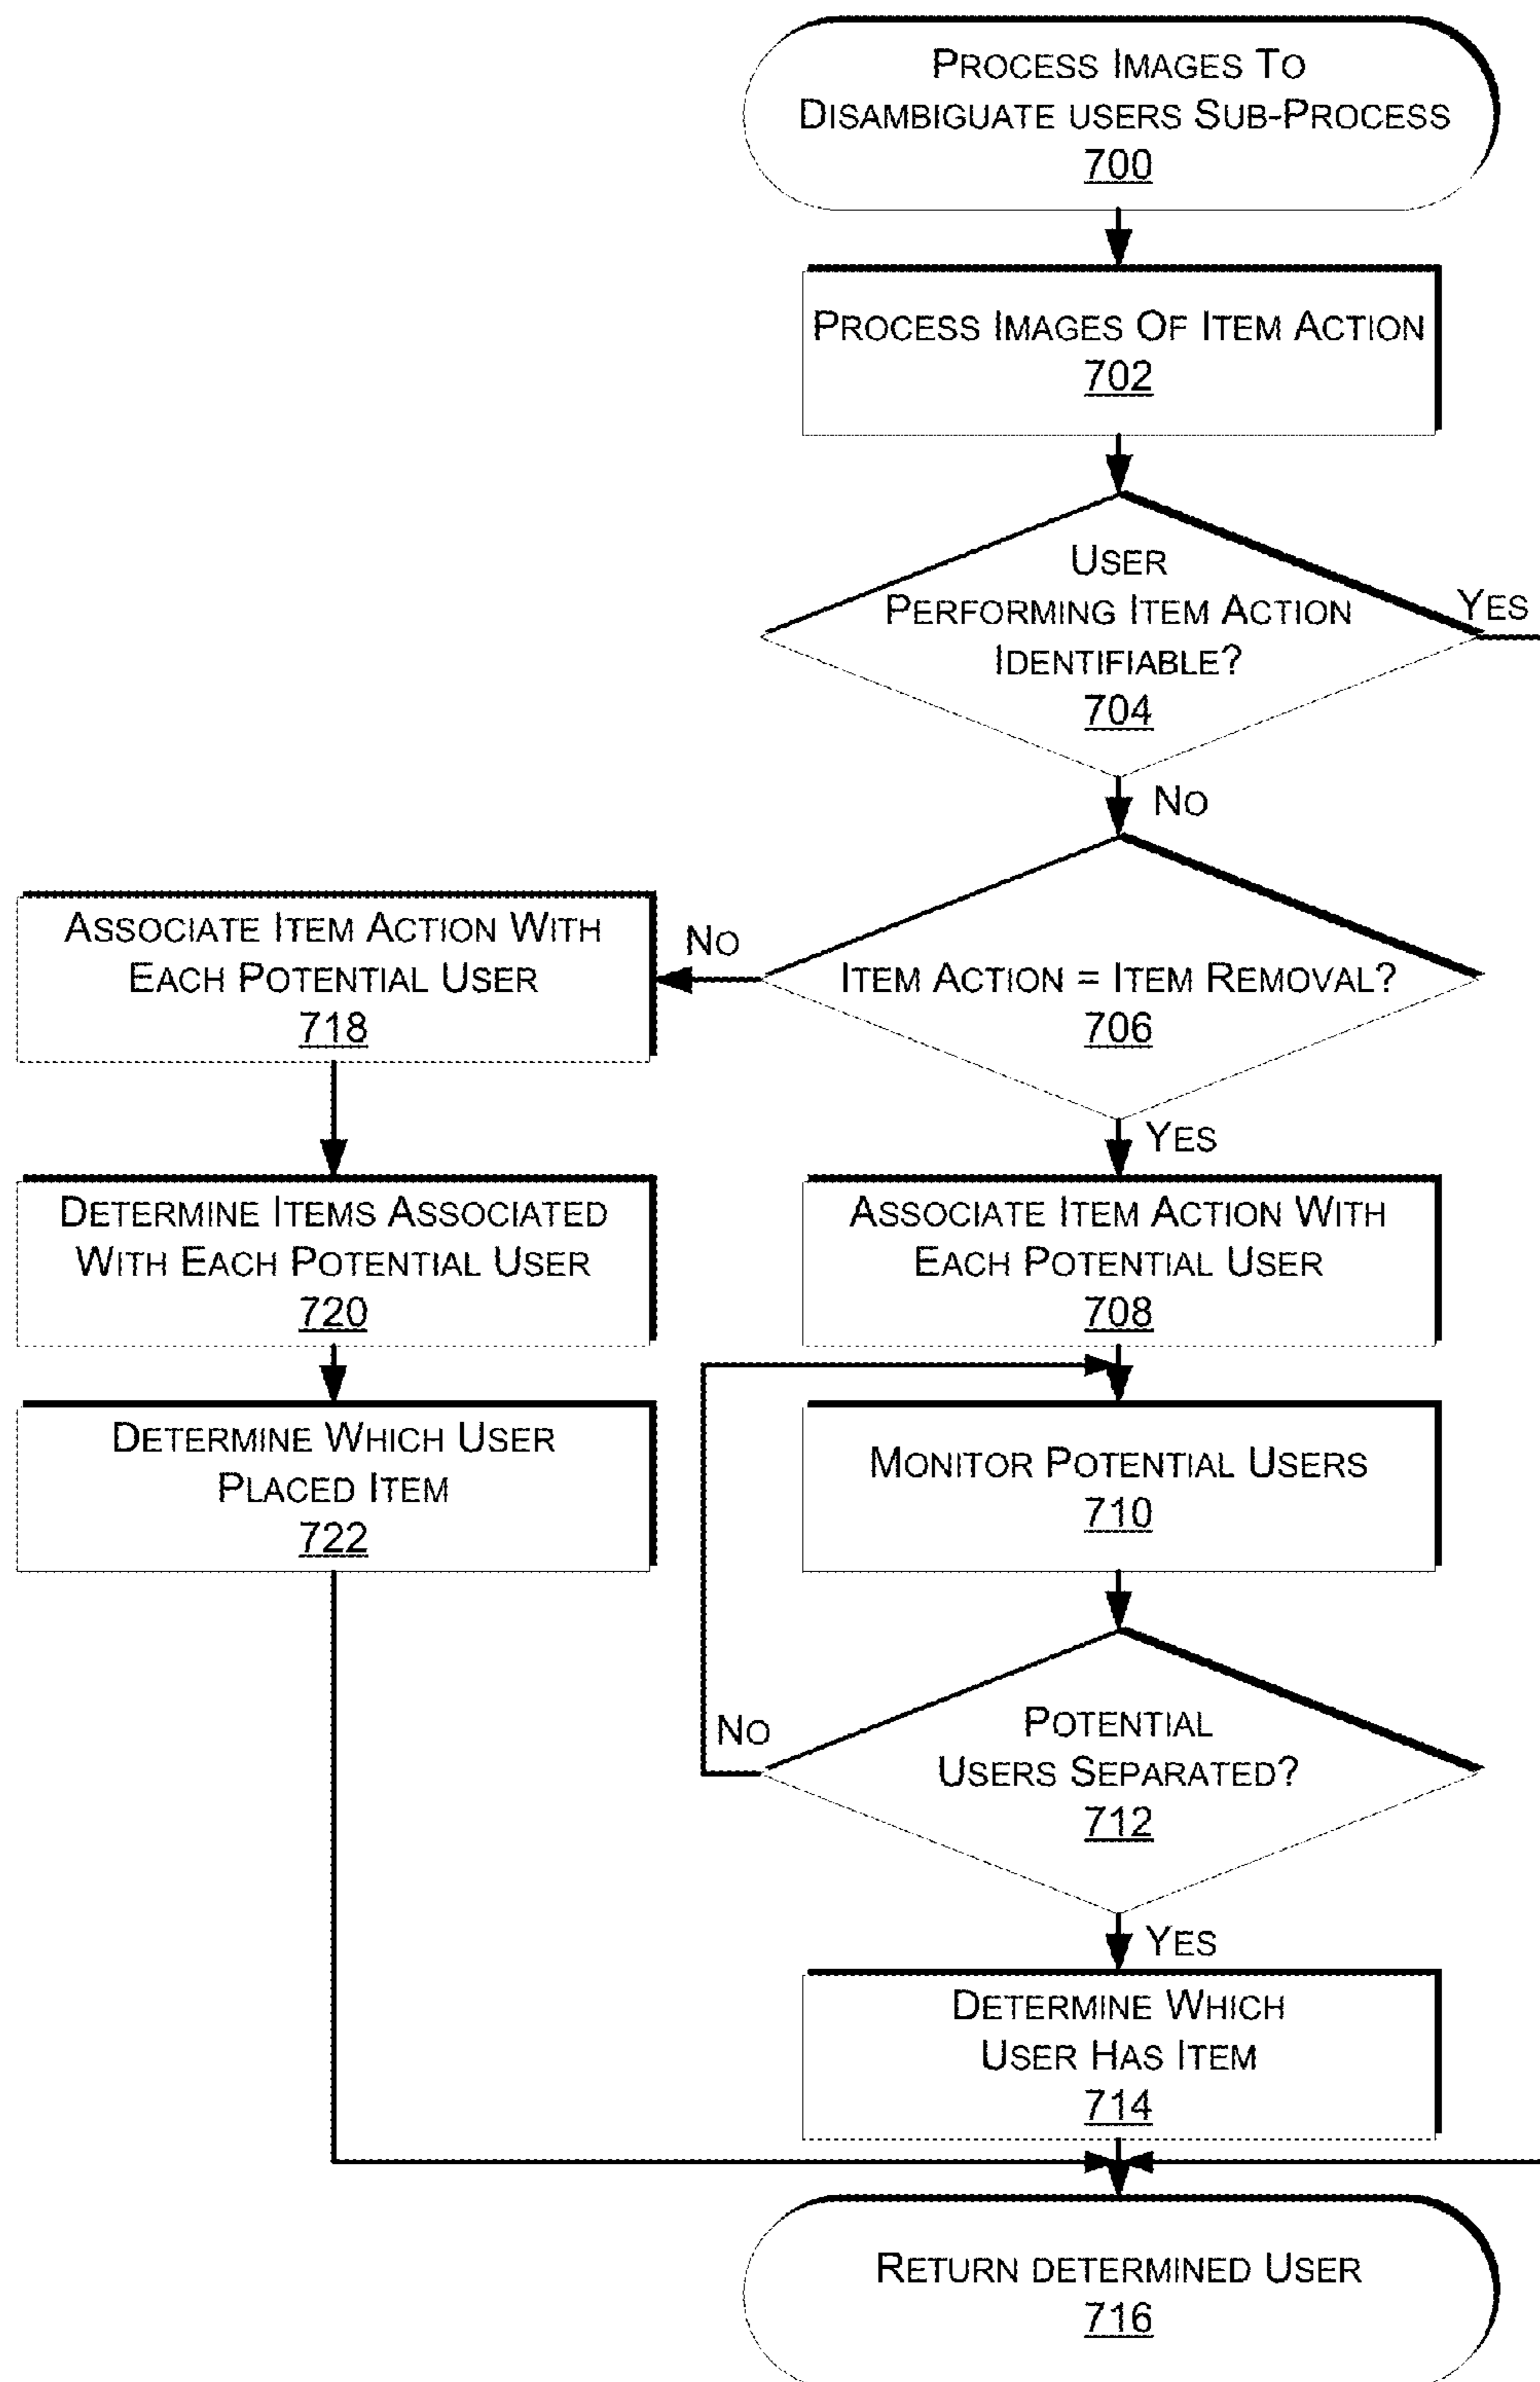 PROCESS IMAGES TO
DISAMBIGUATE USERS SUB-PROCESS
700
PROCESS IMAGES OF ITEM ACTION
702
USER
PERFORMING ITEM ACTION
IDENTIFIABLE?
704
YES
NO
ITEM ACTION = ITEM REMOVAL?
706
NO
YES
ASSOCIATE ITEM ACTION WITH
EACH POTENTIAL USER
718
DETERMINE ITEMS ASSOCIATED
WITH EACH POTENTIAL USER
720
DETERMINE WHICH USER
PLACED ITEM
722
ASSOCIATE ITEM ACTION WITH
EACH POTENTIAL USER
708
MONITOR POTENTIAL USERS
710
POTENTIAL
USERS SEPARATED?
712
NO
YES
DETERMINE WHICH
USER HAS ITEM
714
RETURN DETERMINED USER
716